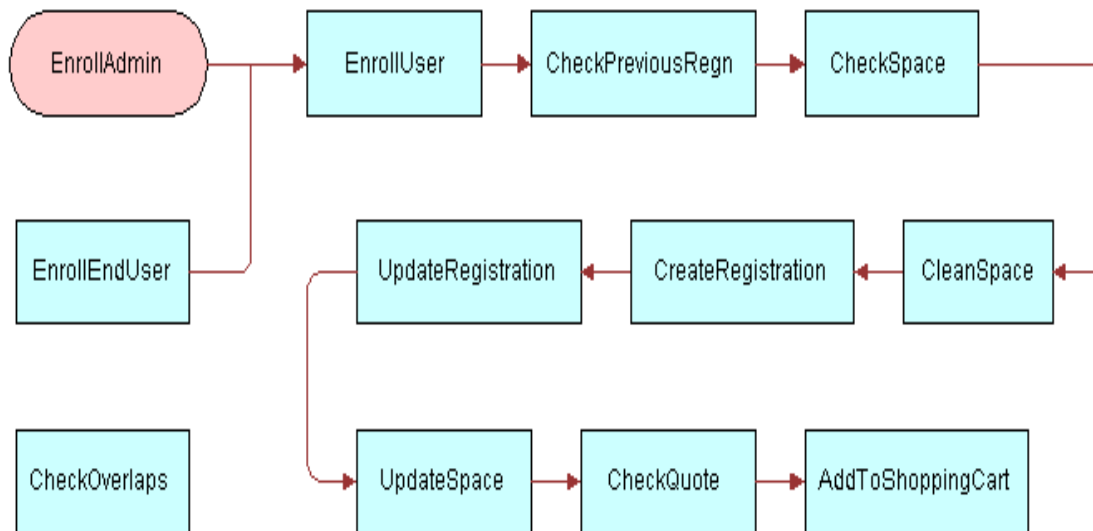 EnrollAdmin
EnrollUser
CheckPreviousRegn
CheckSpace
EnrollEndUser
UpdateRegistration
CreateRegistration
CleanSpace
CheckOverlaps
UpdateSpace
CheckQuote
AddToShoppingCart